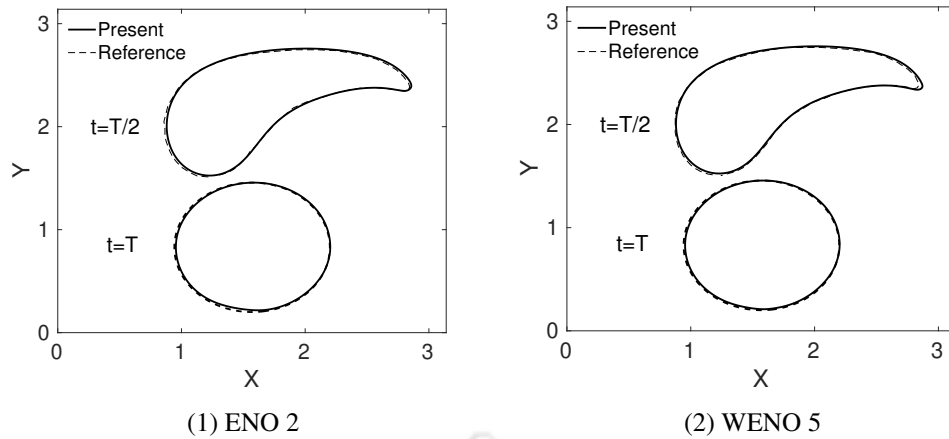 3
Present
Reference
2
t=T/2
Y
1
t=T
0
0 1 2 3
X
(1) ENO 2
3
Present
Reference
2
t=T/2
Y
1
t=T
0
0 1 2 3
X
(2) WENO 5